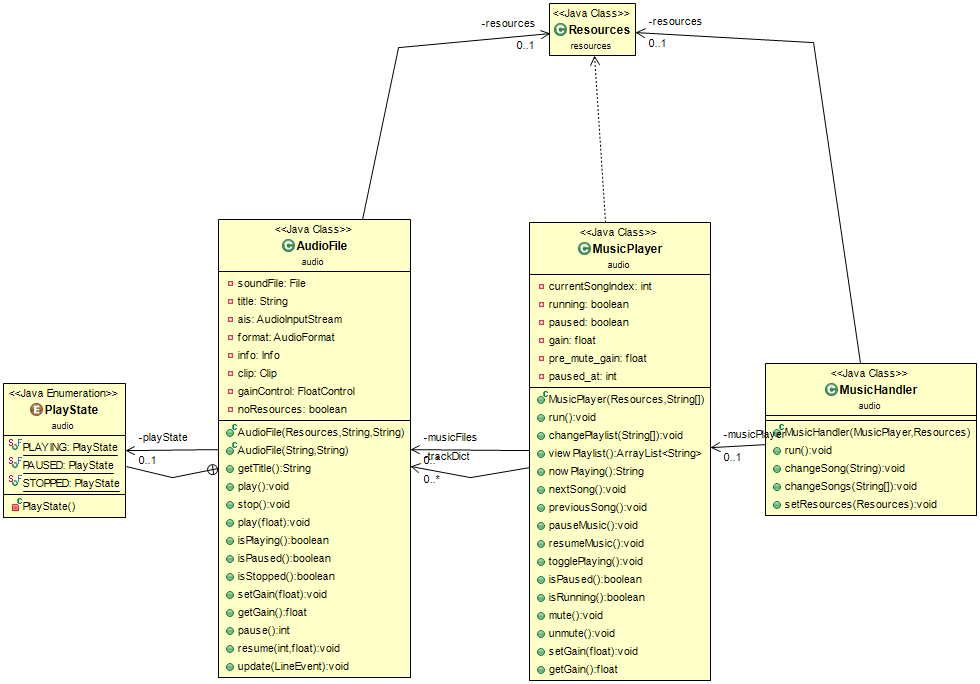 <<Java Class>>
Resources
resources
-resources
0..1
-resources
0..1
<<Java Class>>
AudioFile
audio
soundFile: File
title: String
ais: AudioInputStream
format: AudioFormat
info: Info
clip: Clip
gainControl: FloatControl
noResources: boolean
AudioFile(Resources,String,String)
AudioFile(String,String)
getTitle():String
play():void
stop():void
play(float):void
isPlaying():boolean
isPaused():boolean
isStopped():boolean
setGain(float):void
getGain():float
pause():int
resume(int,float):void
update(LineEvent):void
<<Java Class>>
MusicPlayer
audio
currentSongIndex: int
running: boolean
paused: boolean
gain: float
pre_mute_gain: float
paused_at: int
MusicPlayer(Resources,String[])
run():void
changePlaylist(String[]):void
viewPlaylist():ArrayList<String>
nowPlaying():String
nextSong():void
previousSong():void
pauseMusic():void
resumeMusic():void
togglePlaying():void
isPaused():boolean
isRunning():boolean
mute():void
unmute():void
setGain(float):void
getGain():float
<<Java Class>>
MusicHandler
audio
MusicHandler(MusicPlayer,Resources)
run():void
changeSong(String):void
changeSongs(String[]):void
setResources(Resources):void
<<Java Enumeration>>
PlayState
audio
PLAYING: PlayState
PAUSED: PlayState
STOPPED: PlayState
PlayState()
-playState
0..1
-musicFiles
0..*
-trackDict
0..*
-musicPlayer
0..1